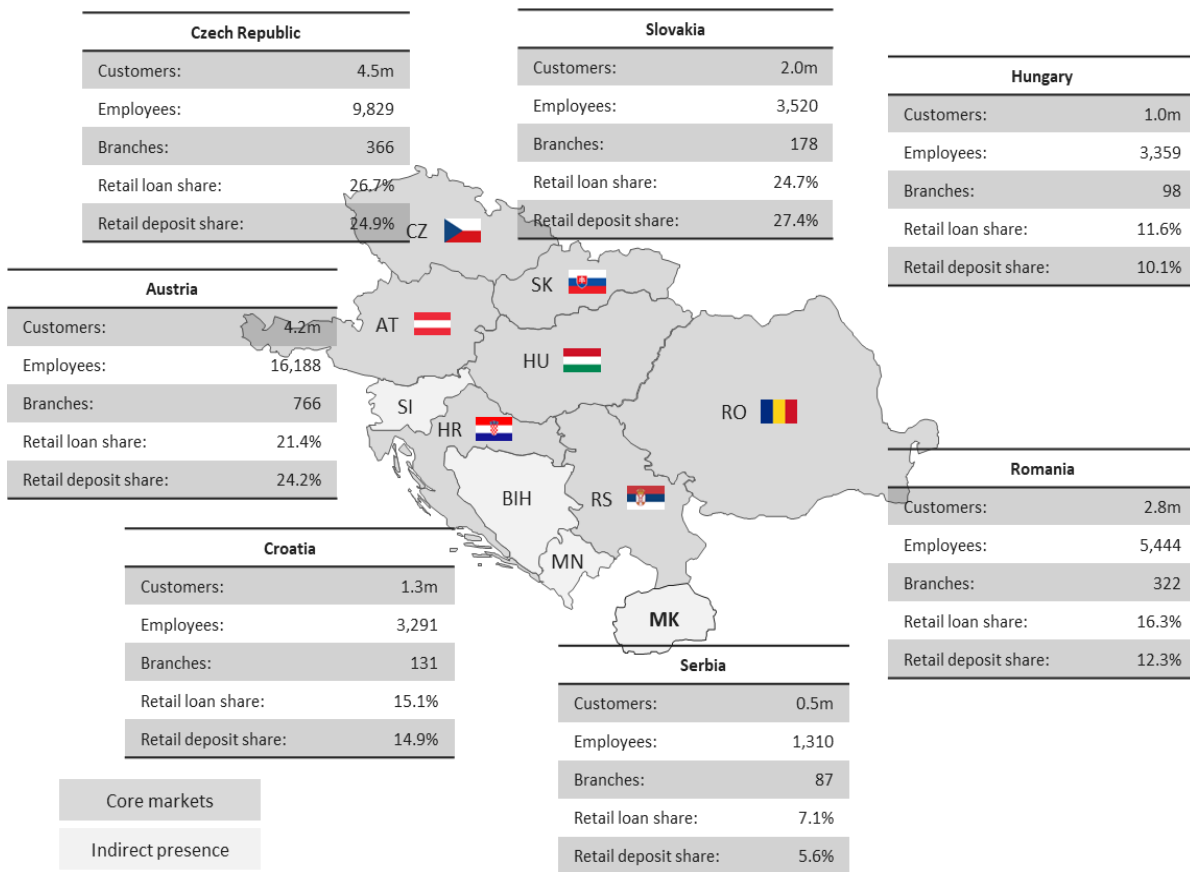 Czech Republic
Customers: 4.5m
Employees: 9,829
Branches: 366
Retail loan share: 26.7%
Retail deposit share: 24.9%
Slovakia
Customers: 2.0m
Employees: 3,520
Branches: 178
Retail loan share: 24.7%
Retail deposit share: 27.4%
Hungary
Customers: 1.0m
Employees: 3,359
Branches: 98
Retail loan share: 11.6%
Retail deposit share: 10.1%
Austria
Customers: 4.2m
Employees: 16,188
Branches: 766
Retail loan share: 21.4%
Retail deposit share: 24.2%
CZ
SK
AT
HU
SI
HR
RO
BIH
RS
MN
MK
Romania
Customers: 2.8m
Employees: 5,444
Branches: 322
Retail loan share: 16.3%
Retail deposit share: 12.3%
Croatia
Customers: 1.3m
Employees: 3,291
Branches: 131
Retail loan share: 15.1%
Retail deposit share: 14.9%
Serbia
Customers: 0.5m
Employees: 1,310
Branches: 87
Retail loan share: 7.1%
Retail deposit share: 5.6%
Core markets
Indirect presence